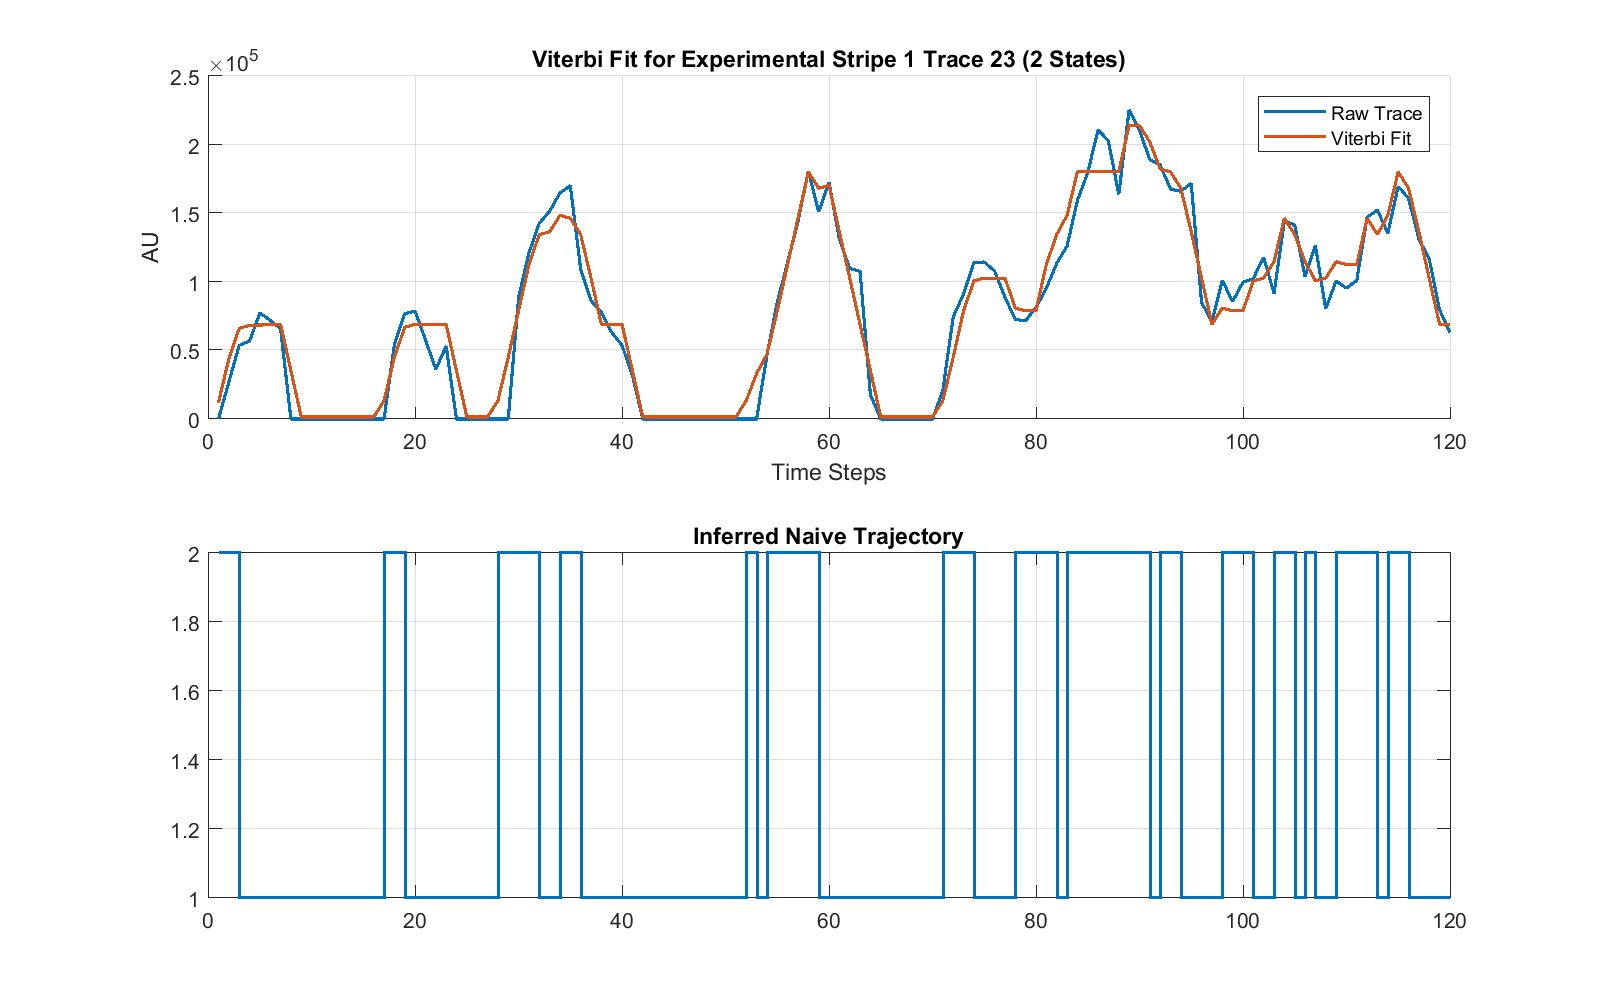 Viterbi Fit for Experimental Stripe 1 Trace 23 (2 States)
×10^5
2.5
2
1.5
1
0.5
0
AU
Raw Trace
Viterbi Fit
0 20 40 60 80 100 120
Time Steps
Inferred Naive Trajectory
2
1.8
1.6
1.4
1.2
1
0 20 40 60 80 100 120